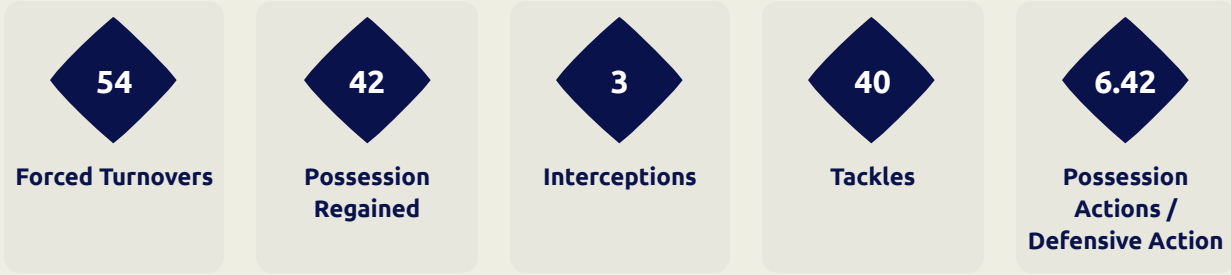 54
Forced Turnovers
42
Possession
Regained
3
Interceptions
40
Tackles
6.42
Possession
Actions /
Defensive Action